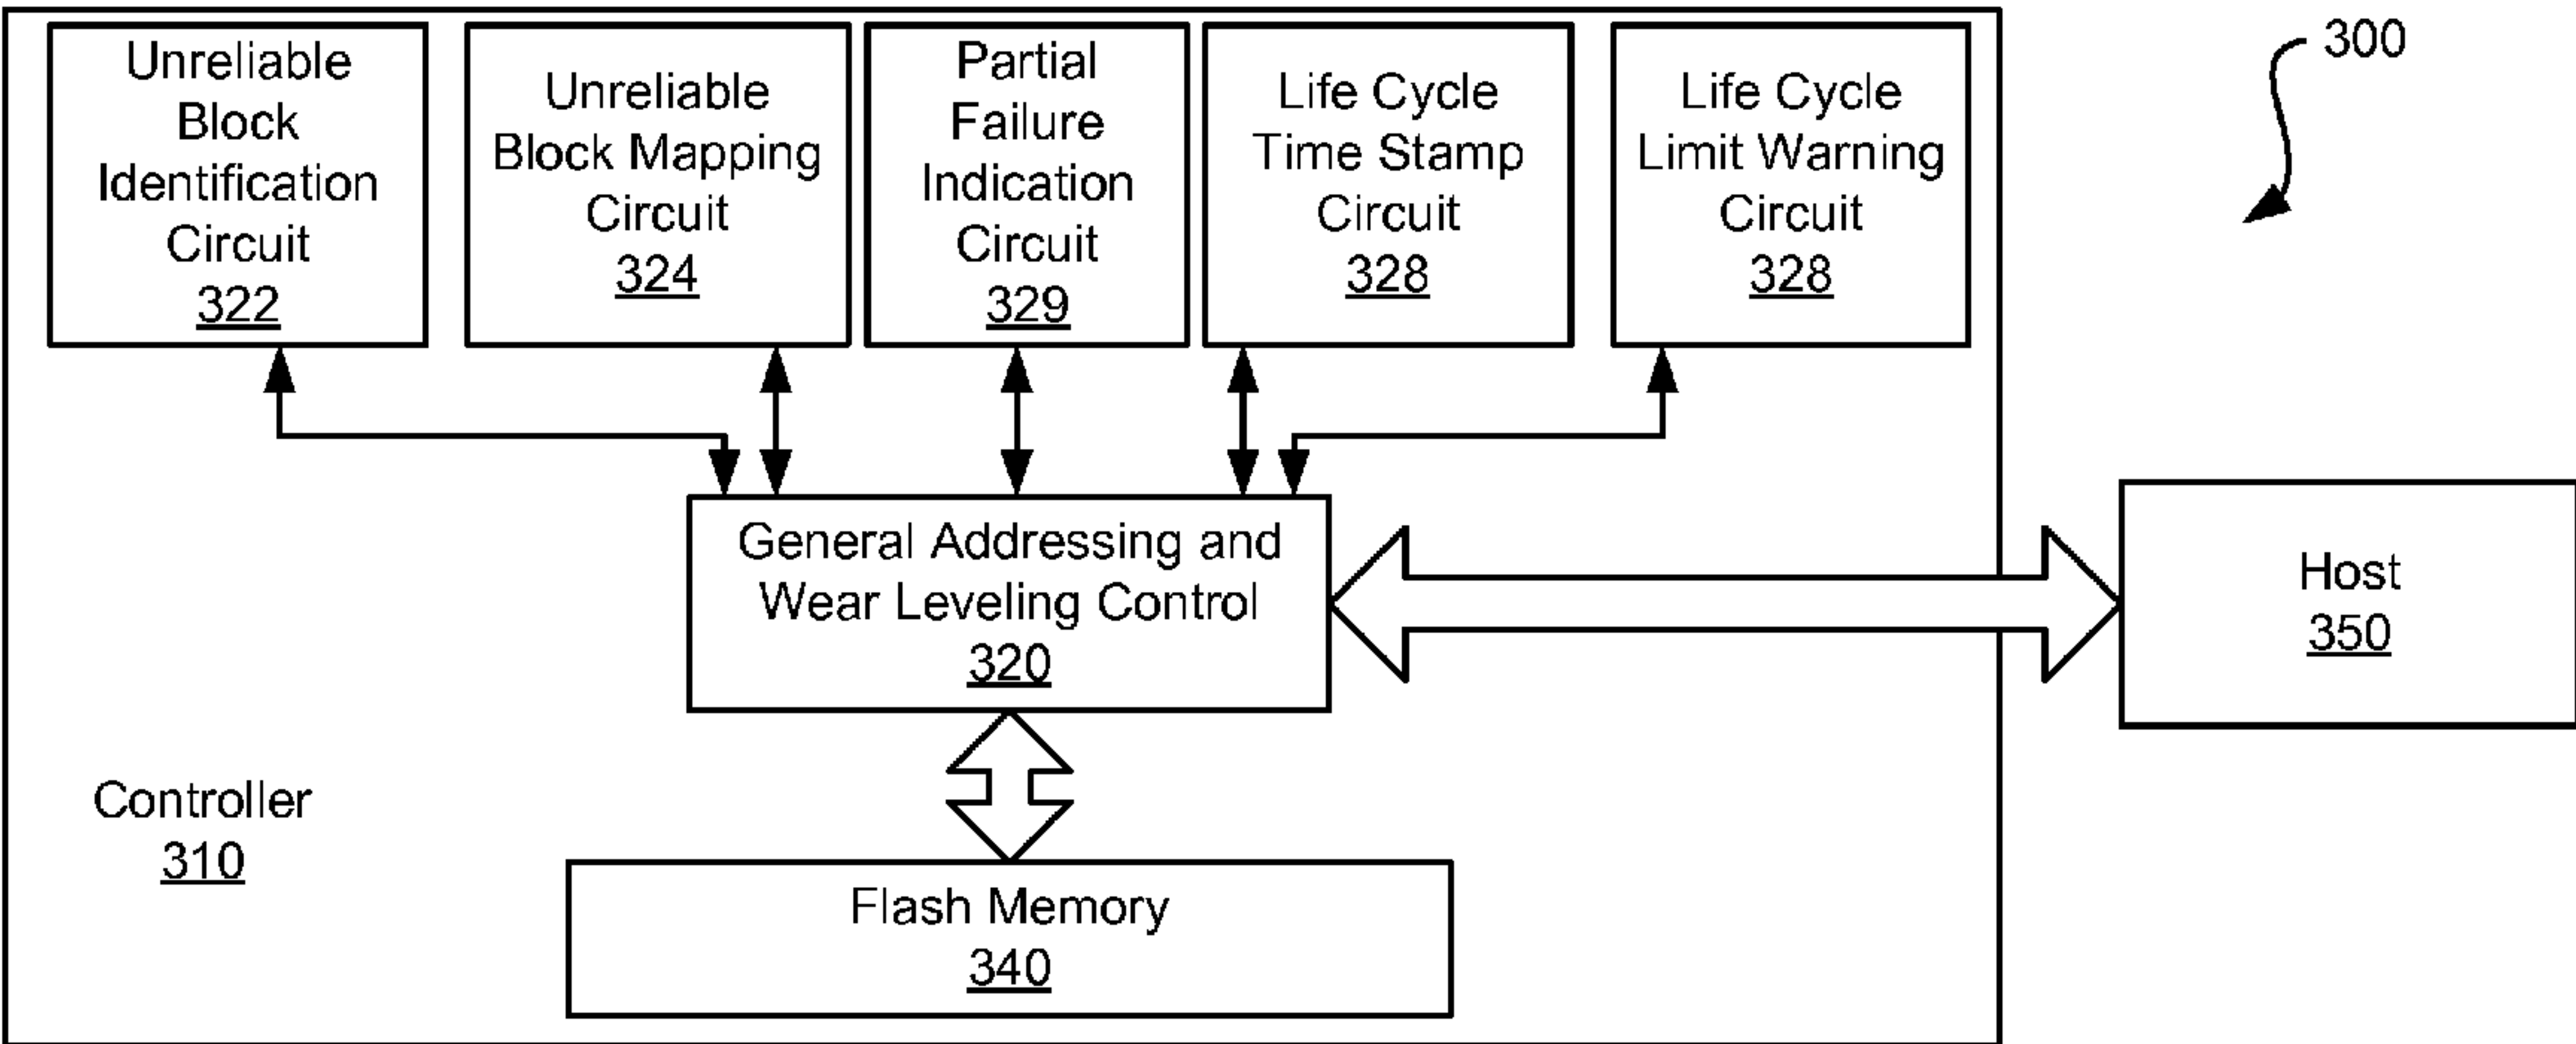 Unreliable
Block
Identification
Circuit
322
Unreliable
Block Mapping
Circuit
324
Partial
Failure
Indication
Circuit
329
Life Cycle
Time Stamp
Circuit
328
Life Cycle
Limit Warning
Circuit
328
300
General Addressing and
Wear Leveling Control
320
Host
350
Controller
310
Flash Memory
340